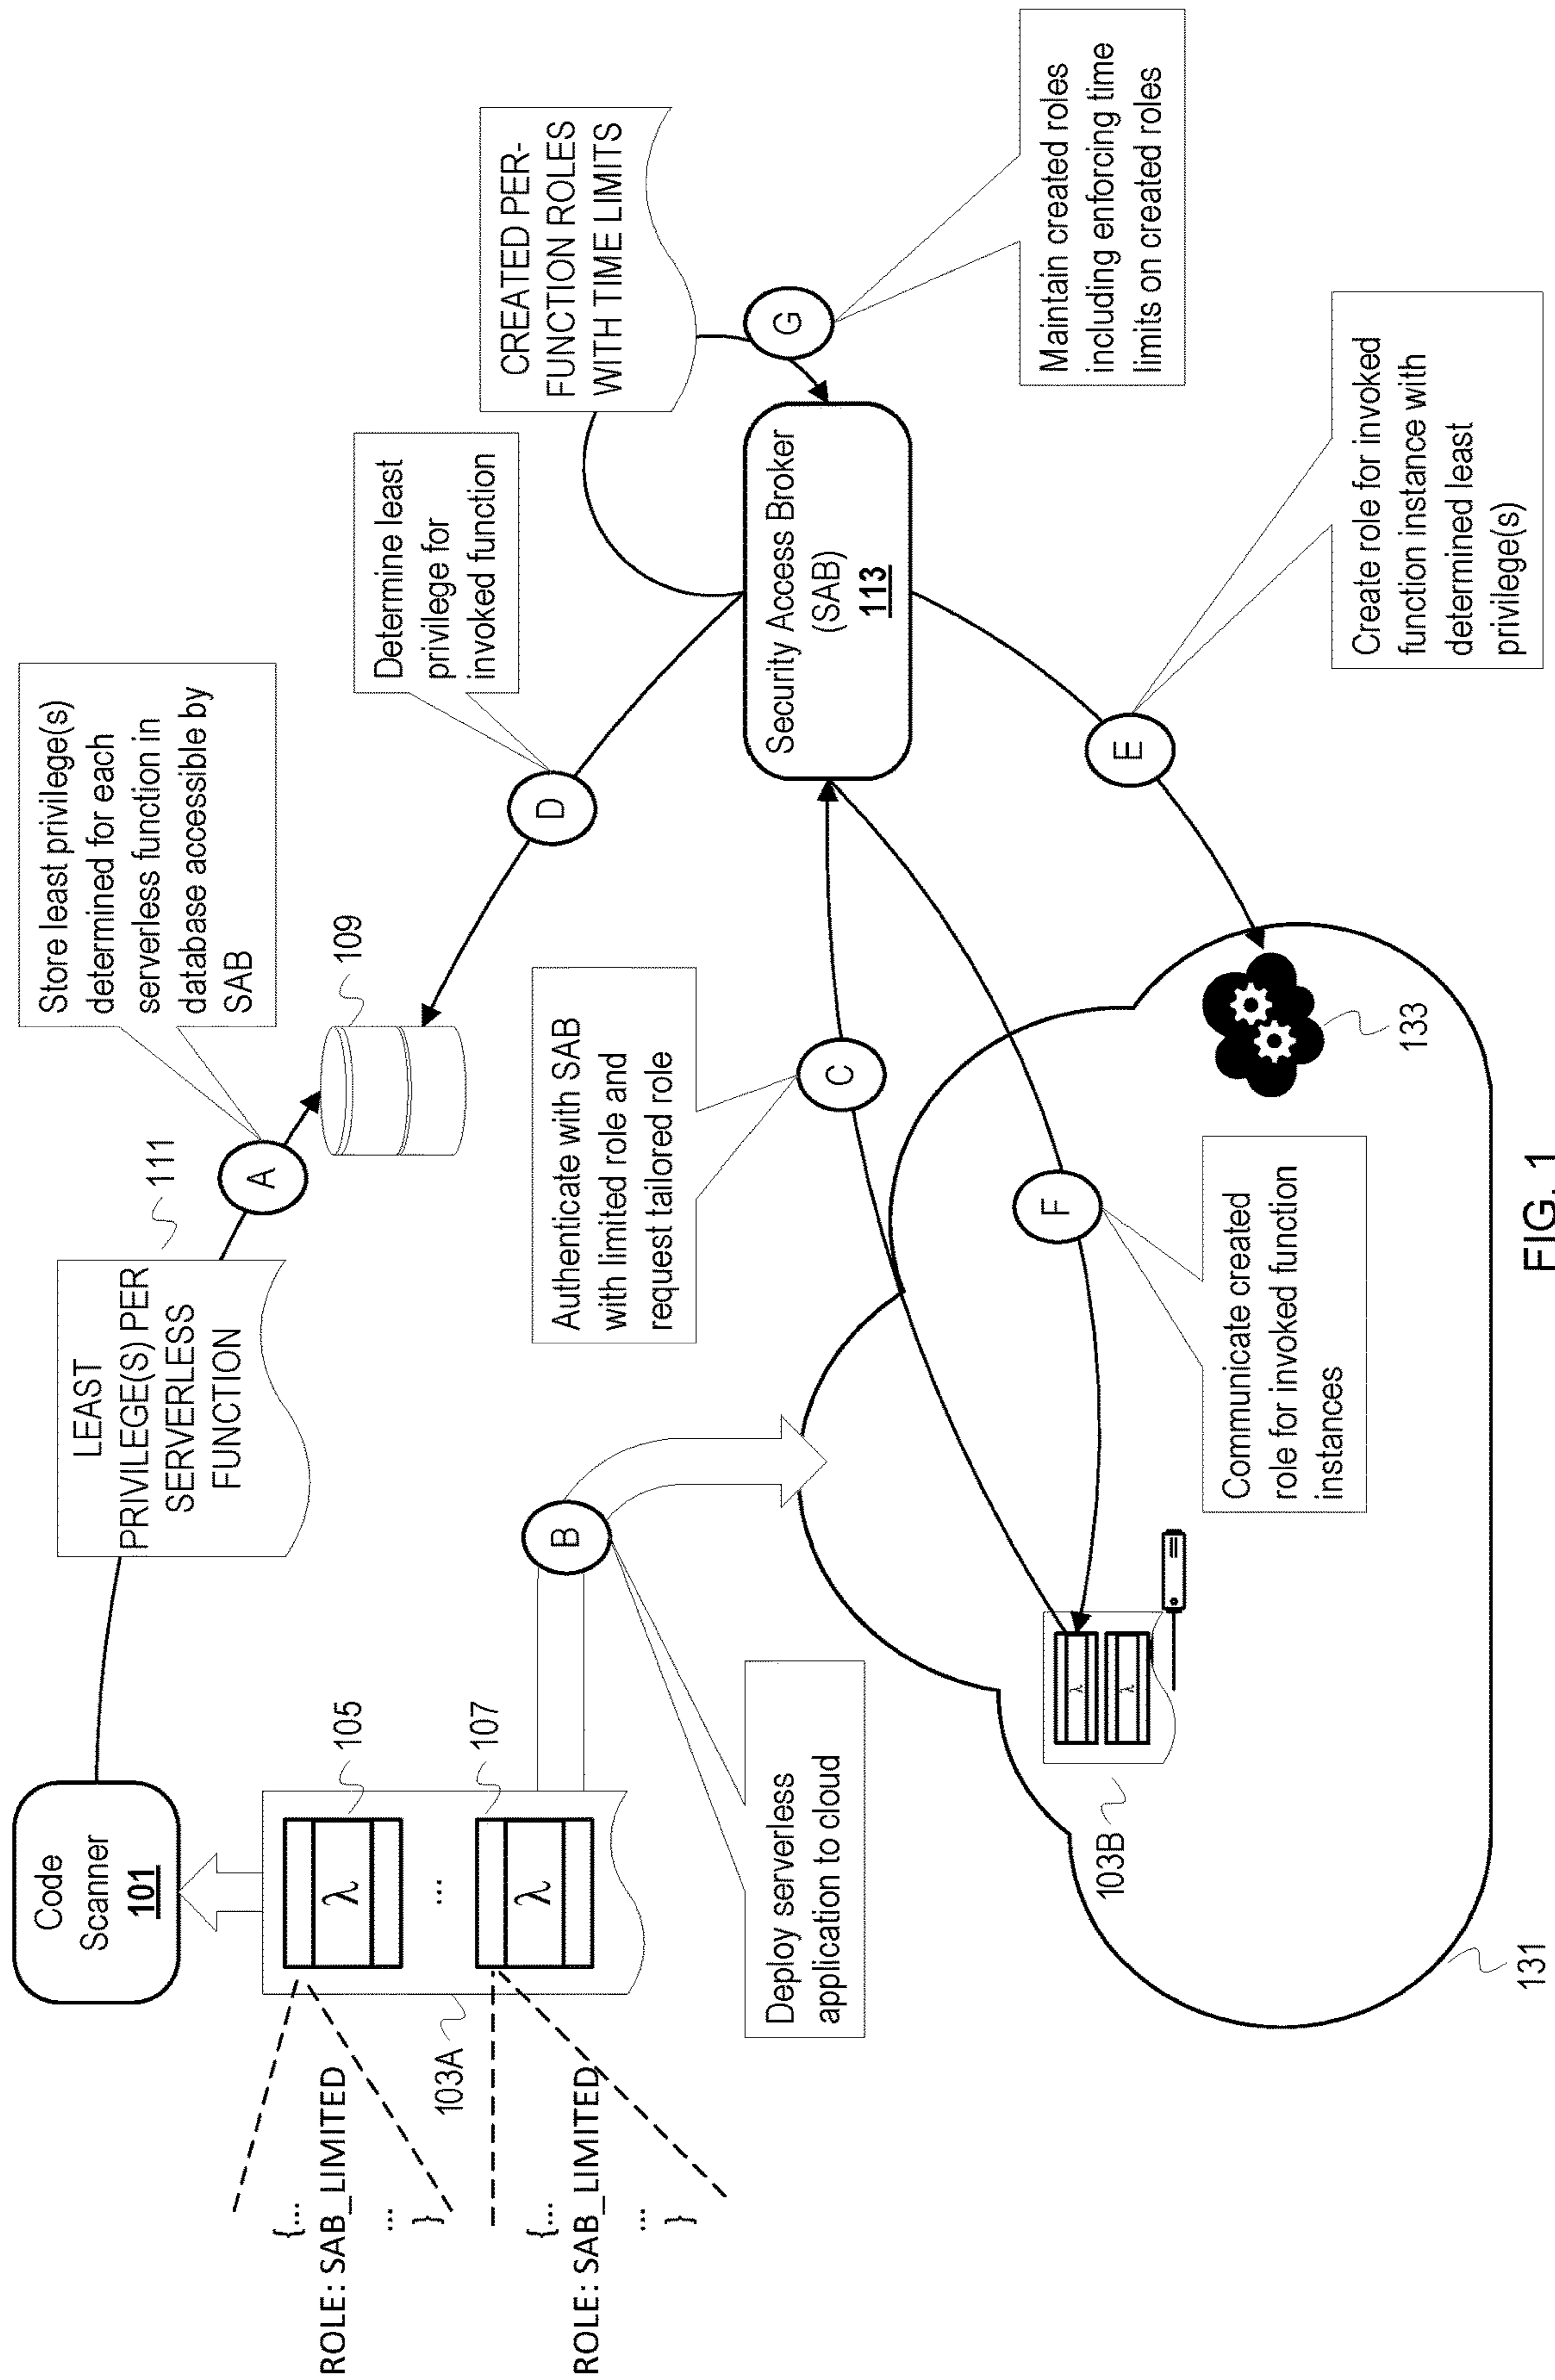 Code
Scanner
101
LEAST
PRIVILEGE(S) PER
SERVERLESS
FUNCTION
111
A
Store least privilege(s)
determined for each
serverless function in
database accessible by
SAB
109
{...
ROLE: SAB_LIMITED
...
}
{...
ROLE: SAB_LIMITED
...
}
103A
λ
105
...
λ
107
B
Deploy serverless
application to cloud
Authenticate with SAB
with limited role and
request tailored role
C
D
Determine least
privilege for
invoked function
CREATED PER-
FUNCTION ROLES
WITH TIME LIMITS
G
Maintain created roles
including enforcing time
limits on created roles
Security Access Broker
(SAB)
113
E
Create role for invoked
function instance with
determined least
privilege(s)
F
Communicate created
role for invoked function
instances
λ
λ
103B
133
131
FIG. 1